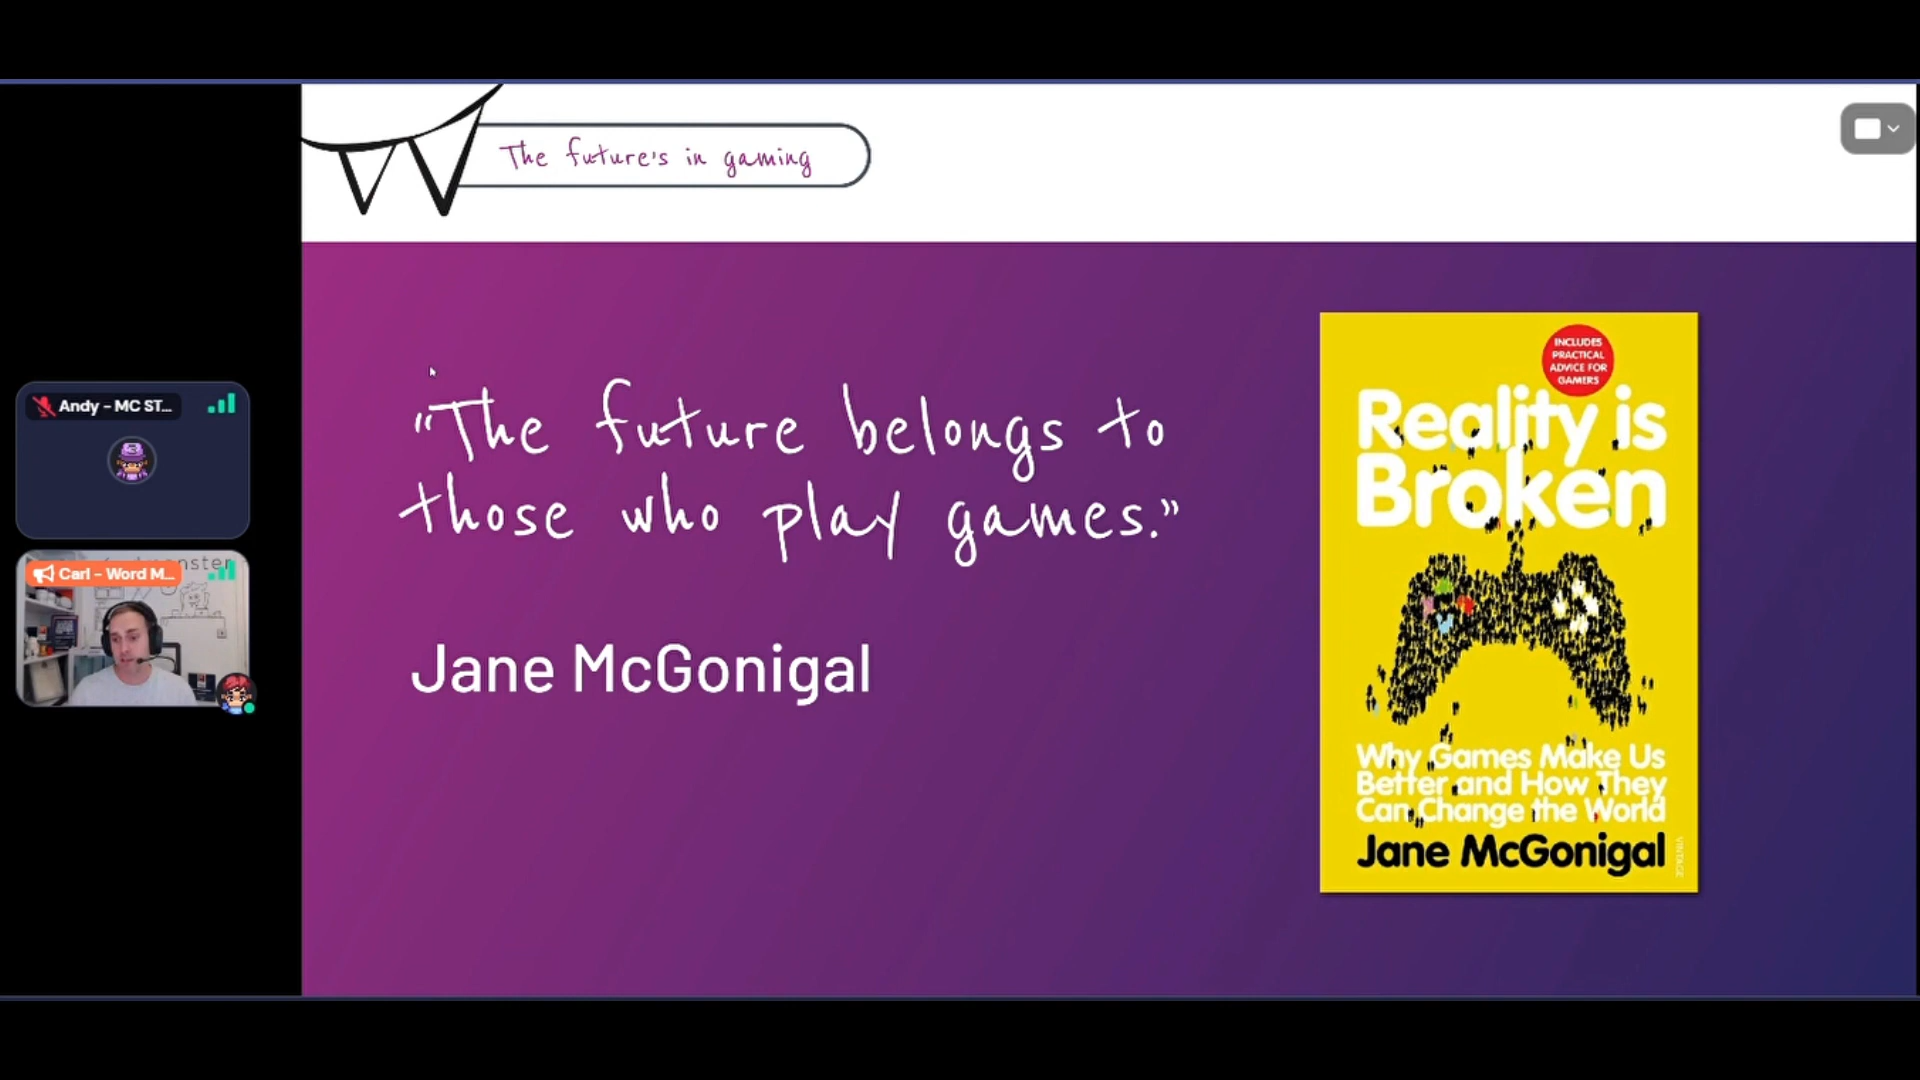 The future's in gaming
Andy - MC ST...
Carl - Word M...
nster
"The future belongs to
those who play games."
Jane McGonigal
INCLUDES
PRACTICAL
ADVICE FOR
GAMERS
Reality is
Broken
Why Games Make Us
Better and How They
Can Change the World
Jane McGonigal
VINTAGE